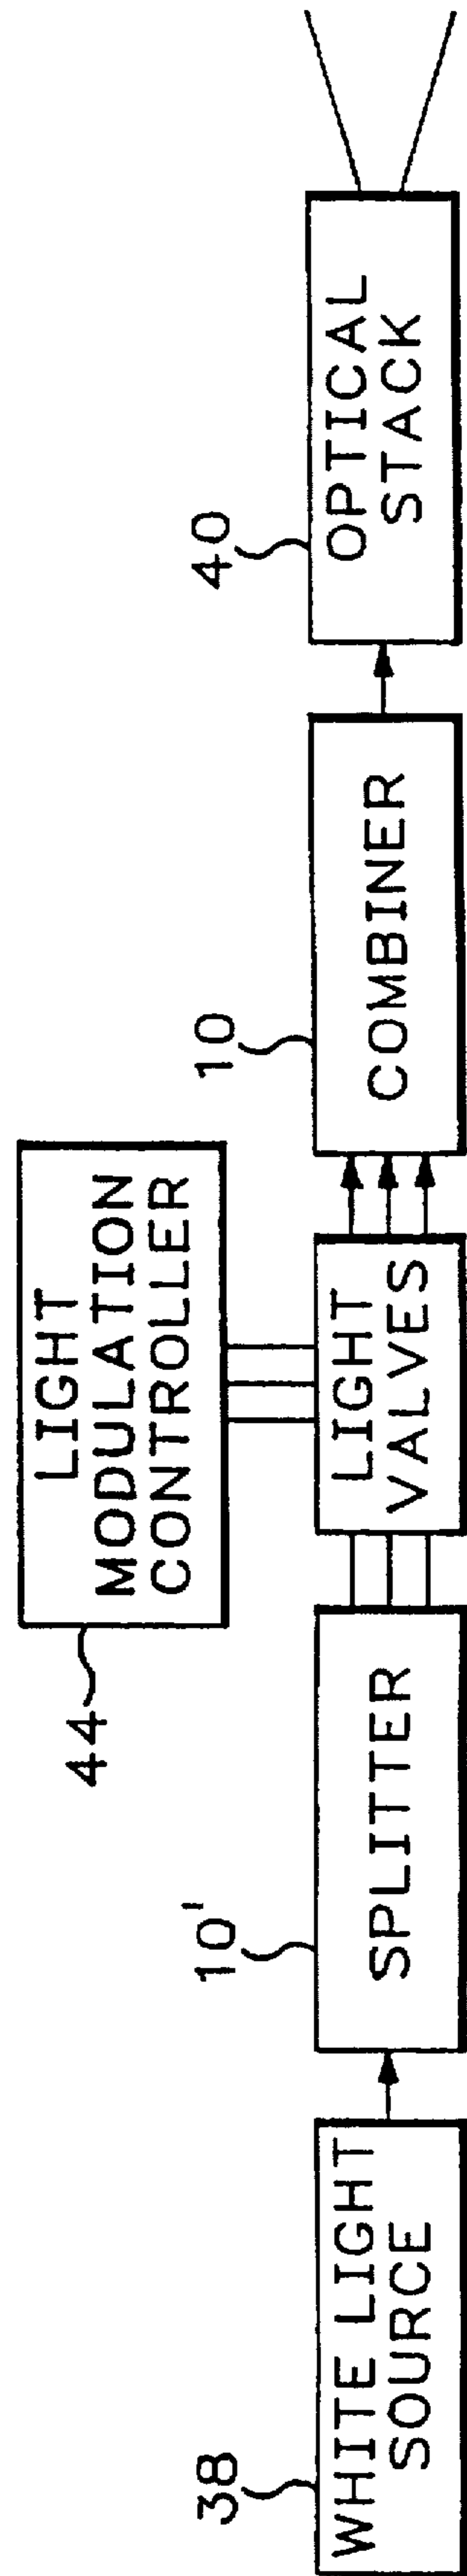 44
LIGHT
MODULATION
CONTROLLER
38
WHITE LIGHT
SOURCE
10'
SPLITTER
LIGHT
VALVES
10
COMBINER
40
OPTICAL
STACK